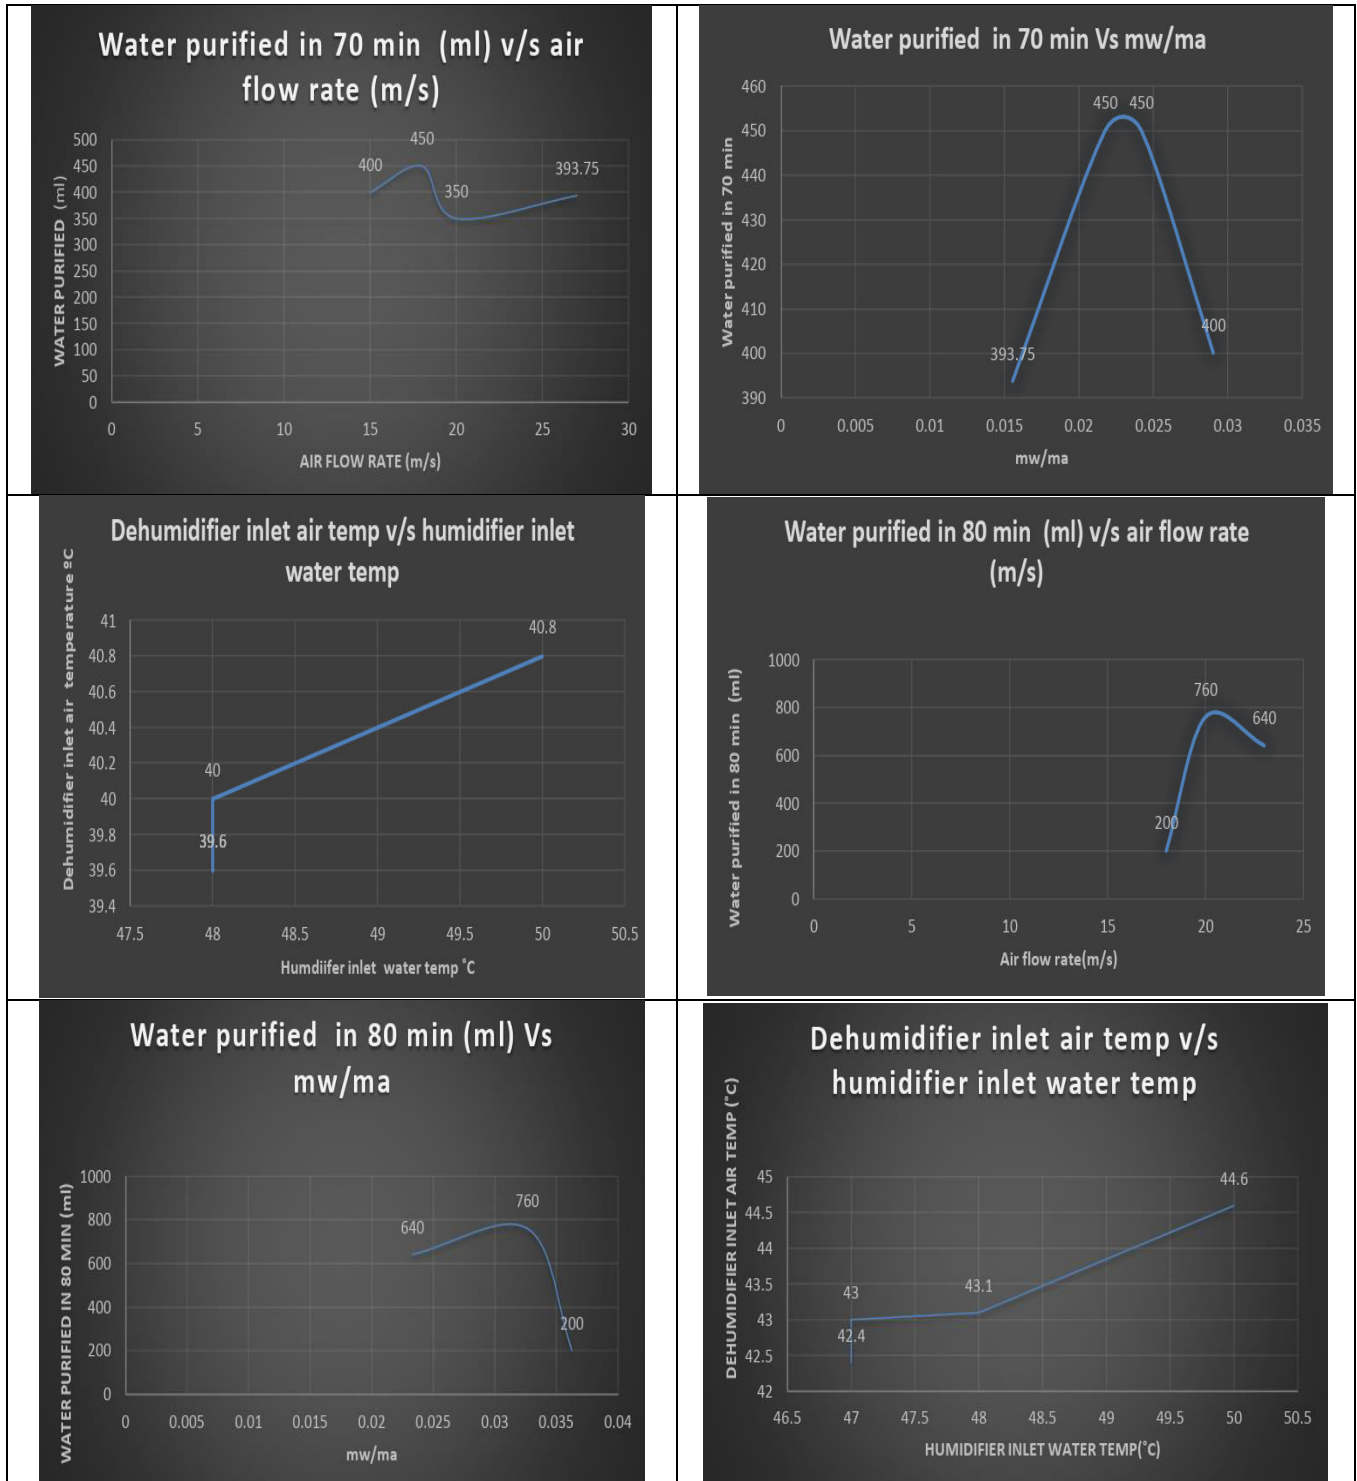 Water purified in 70 min (ml) v/s air
flow rate (m/s)
WATER PURIFIED (ml)
500
450
400
350
300
250
200
150
100
50
0
400
450
350
393.75
0 5 10 15 20 25 30
AIR FLOW RATE (m/s)
Water purified in 70 min Vs mw/ma
Water purified in 70 min
460
450
440
430
420
410
400
390
393.75
450 450
400
0 0.005 0.01 0.015 0.02 0.025 0.03 0.035
mw/ma
Dehumidifier inlet air temp v/s humidifier inlet
water temp
Dehumidifier inlet air temperature ºC
41
40.8
40.6
40.4
40.2
40
39.8
39.6
39.4
40
39.6
40.8
47.5 48 48.5 49 49.5 50 50.5
Humdiifer inlet water temp ˚C
Water purified in 80 min (ml) v/s air flow rate
(m/s)
Water purified in 80 min (ml)
1000
800
600
400
200
0
200
760
640
0 5 10 15 20 25
Air flow rate(m/s)
Water purified in 80 min (ml) Vs
mw/ma
WATER PURIFIED IN 80 MIN (ml)
1000
800
600
400
200
0
640
760
200
0 0.005 0.01 0.015 0.02 0.025 0.03 0.035 0.04
mw/ma
Dehumidifier inlet air temp v/s
humidifier inlet water temp
DEHUMIDIFIER INLET AIR TEMP (˚C)
45
44.5
44
43.5
43
42.5
42
43
42.4
43.1
44.6
46.5 47 47.5 48 48.5 49 49.5 50 50.5
HUMIDIFIER INLET WATER TEMP(˚C)